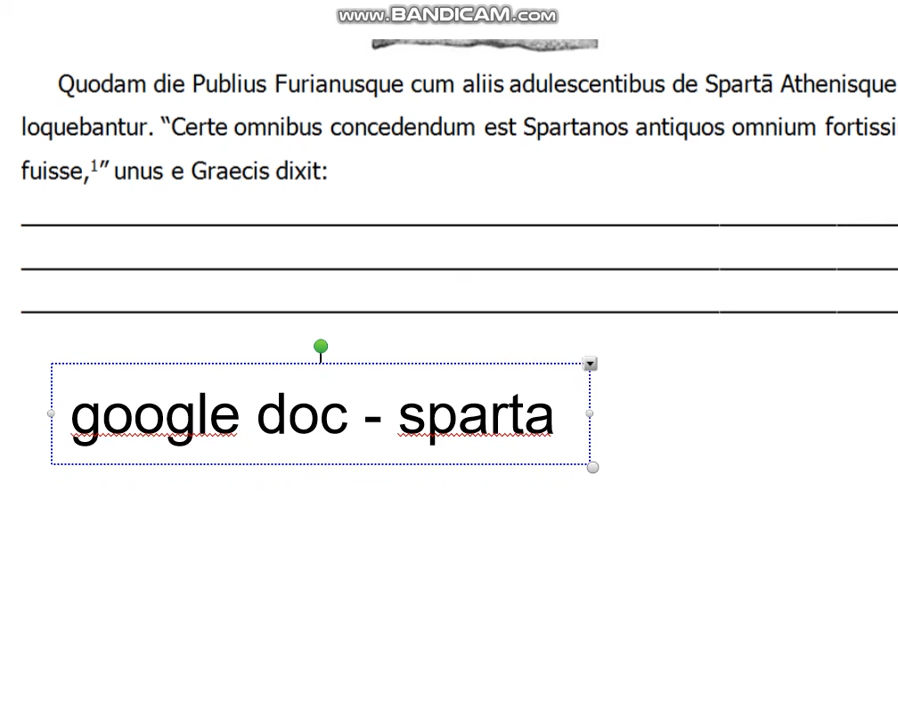 www.BANDICAM.com
Quodam die Publius Furianusque cum aliis adulescentibus de Spartā Athenisque
loquebantur. “Certe omnibus concedendum est Spartanos antiquos omnium fortissi
fuisse,¹” unus e Graecis dixit:
google doc - sparta